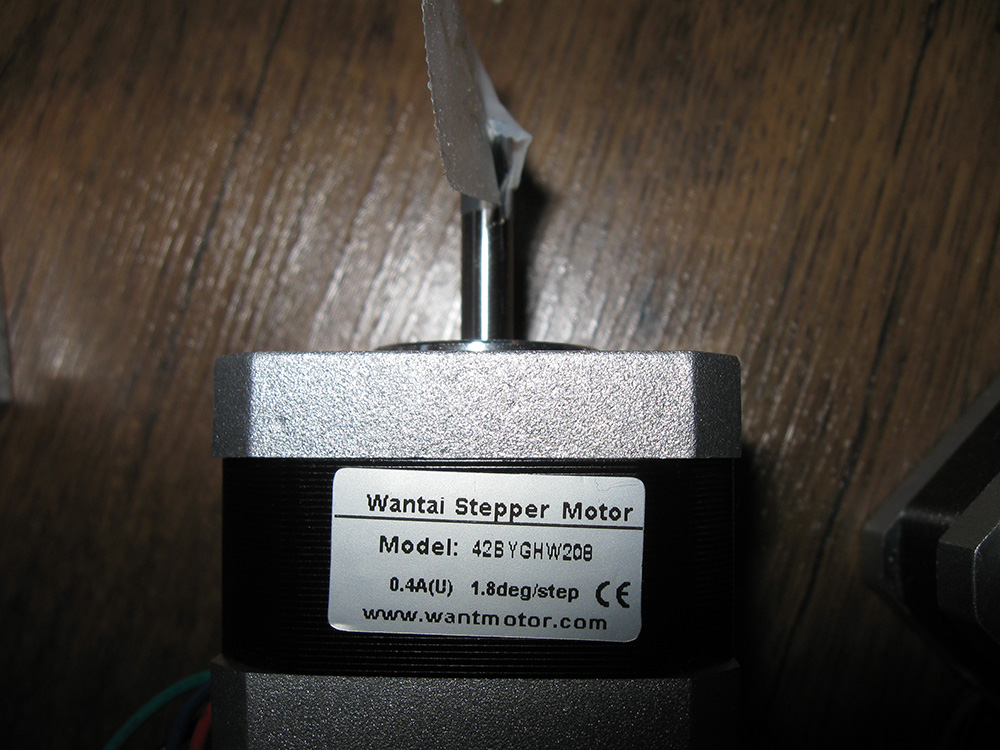 Wantai Stepper Motor
Model: 42BYGHW208
0.4A(U) 1.8deg/step CE
www.wantmotor.com